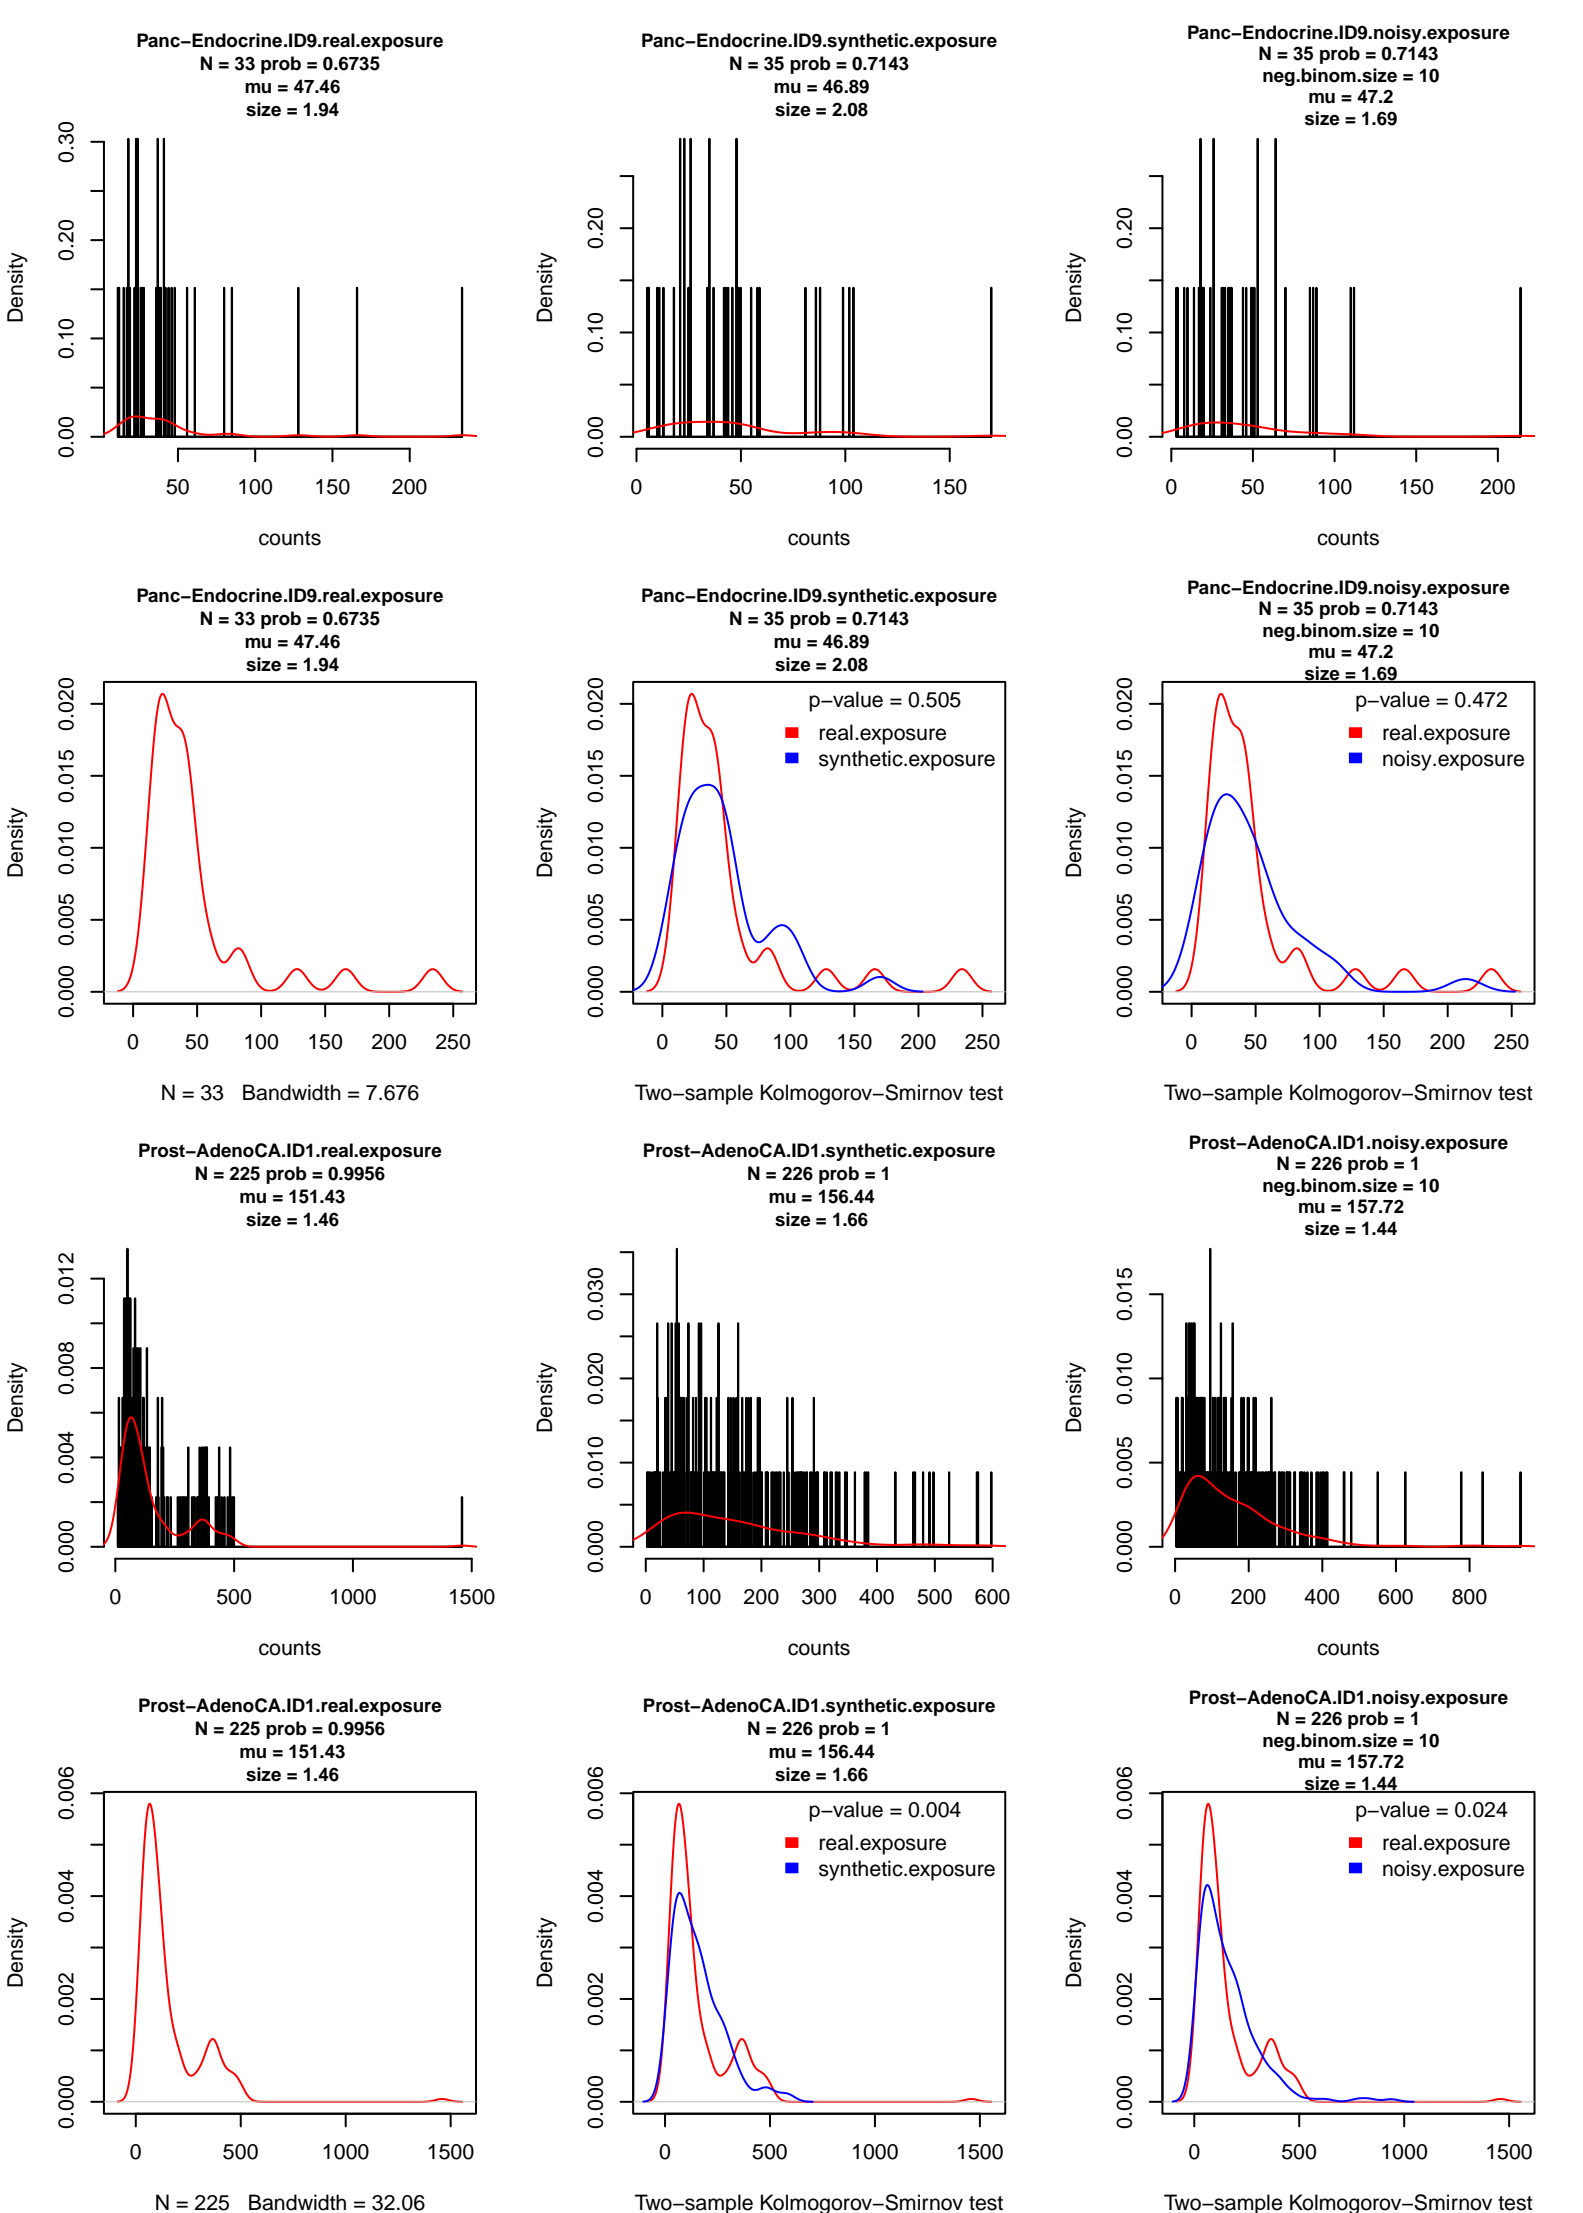 Panc−Endocrine.ID9.real.exposure
N = 33 prob = 0.6735
mu = 47.46
size = 1.94
Density
0.00 0.10 0.20 0.30
50 100 150 200
counts
Panc−Endocrine.ID9.synthetic.exposure
N = 35 prob = 0.7143
mu = 46.89
size = 2.08
Density
0.00 0.10 0.20
0 50 100 150
counts
Panc−Endocrine.ID9.noisy.exposure
N = 35 prob = 0.7143
neg.binom.size = 10
mu = 47.2
size = 1.69
Density
0.00 0.10 0.20
0 50 100 150 200
counts
Panc−Endocrine.ID9.real.exposure
N = 33 prob = 0.6735
mu = 47.46
size = 1.94
Density
0.000 0.005 0.010 0.015 0.020
0 50 100 150 200 250
N = 33 Bandwidth = 7.676
Panc−Endocrine.ID9.synthetic.exposure
N = 35 prob = 0.7143
mu = 46.89
size = 2.08
p−value = 0.505
real.exposure
synthetic.exposure
Density
0.000 0.005 0.010 0.015 0.020
0 50 100 150 200 250
Two−sample Kolmogorov−Smirnov test
Panc−Endocrine.ID9.noisy.exposure
N = 35 prob = 0.7143
neg.binom.size = 10
mu = 47.2
size = 1.69
p−value = 0.472
real.exposure
noisy.exposure
Density
0.000 0.005 0.010 0.015 0.020
0 50 100 150 200 250
Two−sample Kolmogorov−Smirnov test
Prost−AdenoCA.ID1.real.exposure
N = 225 prob = 0.9956
mu = 151.43
size = 1.46
Density
0.000 0.004 0.008 0.012
0 500 1000 1500
counts
Prost−AdenoCA.ID1.synthetic.exposure
N = 226 prob = 1
mu = 156.44
size = 1.66
Density
0.000 0.010 0.020 0.030
0 100 200 300 400 500 600
counts
Prost−AdenoCA.ID1.noisy.exposure
N = 226 prob = 1
neg.binom.size = 10
mu = 157.72
size = 1.44
Density
0.000 0.005 0.010 0.015
0 200 400 600 800
counts
Prost−AdenoCA.ID1.real.exposure
N = 225 prob = 0.9956
mu = 151.43
size = 1.46
Density
0.000 0.002 0.004 0.006
0 500 1000 1500
N = 225 Bandwidth = 32.06
Prost−AdenoCA.ID1.synthetic.exposure
N = 226 prob = 1
mu = 156.44
size = 1.66
p−value = 0.004
real.exposure
synthetic.exposure
Density
0.000 0.002 0.004 0.006
0 500 1000 1500
Two−sample Kolmogorov−Smirnov test
Prost−AdenoCA.ID1.noisy.exposure
N = 226 prob = 1
neg.binom.size = 10
mu = 157.72
size = 1.44
p−value = 0.024
real.exposure
noisy.exposure
Density
0.000 0.002 0.004 0.006
0 500 1000 1500
Two−sample Kolmogorov−Smirnov test